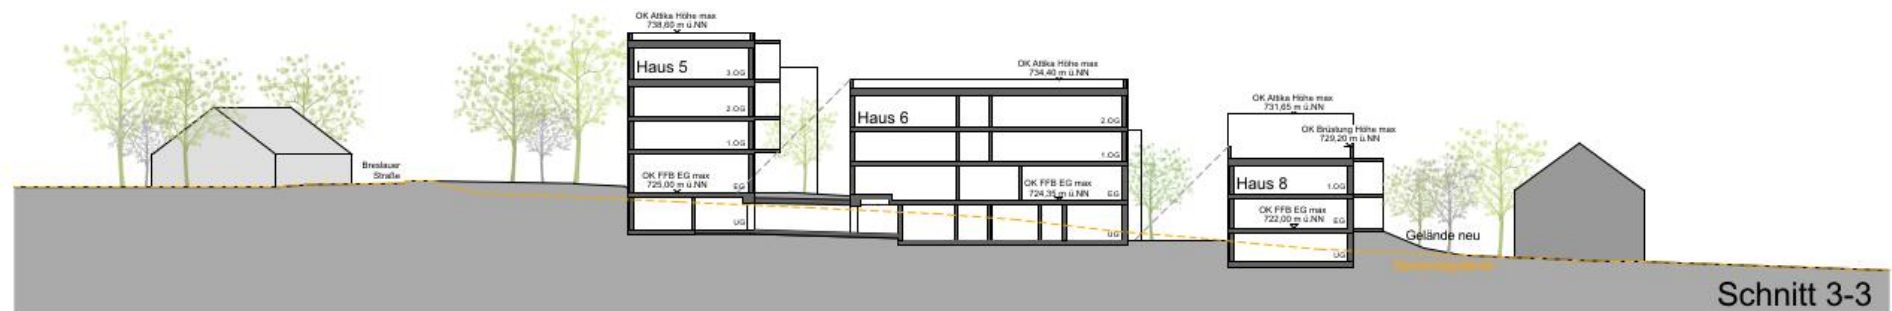 OK Attika Höhe max
738,60 m ü.NN
Haus 5
3.OG
2.OG
1.OG
OK FFB EG max
725,00 m ü.NN
EG
UG
Breslauer
Straße
OK Attika Höhe max
734,40 m ü.NN
Haus 6
2.OG
1.OG
OK FFB EG max
724,35 m ü.NN
EG
UG
OK Attika Höhe max
731,65 m ü.NN
OK Brüstung Höhe max
729,20 m ü.NN
Haus 8
1.OG
OK FFB EG max
722,00 m ü.NN
EG
UG
Gelände neu
Schnitt 3-3